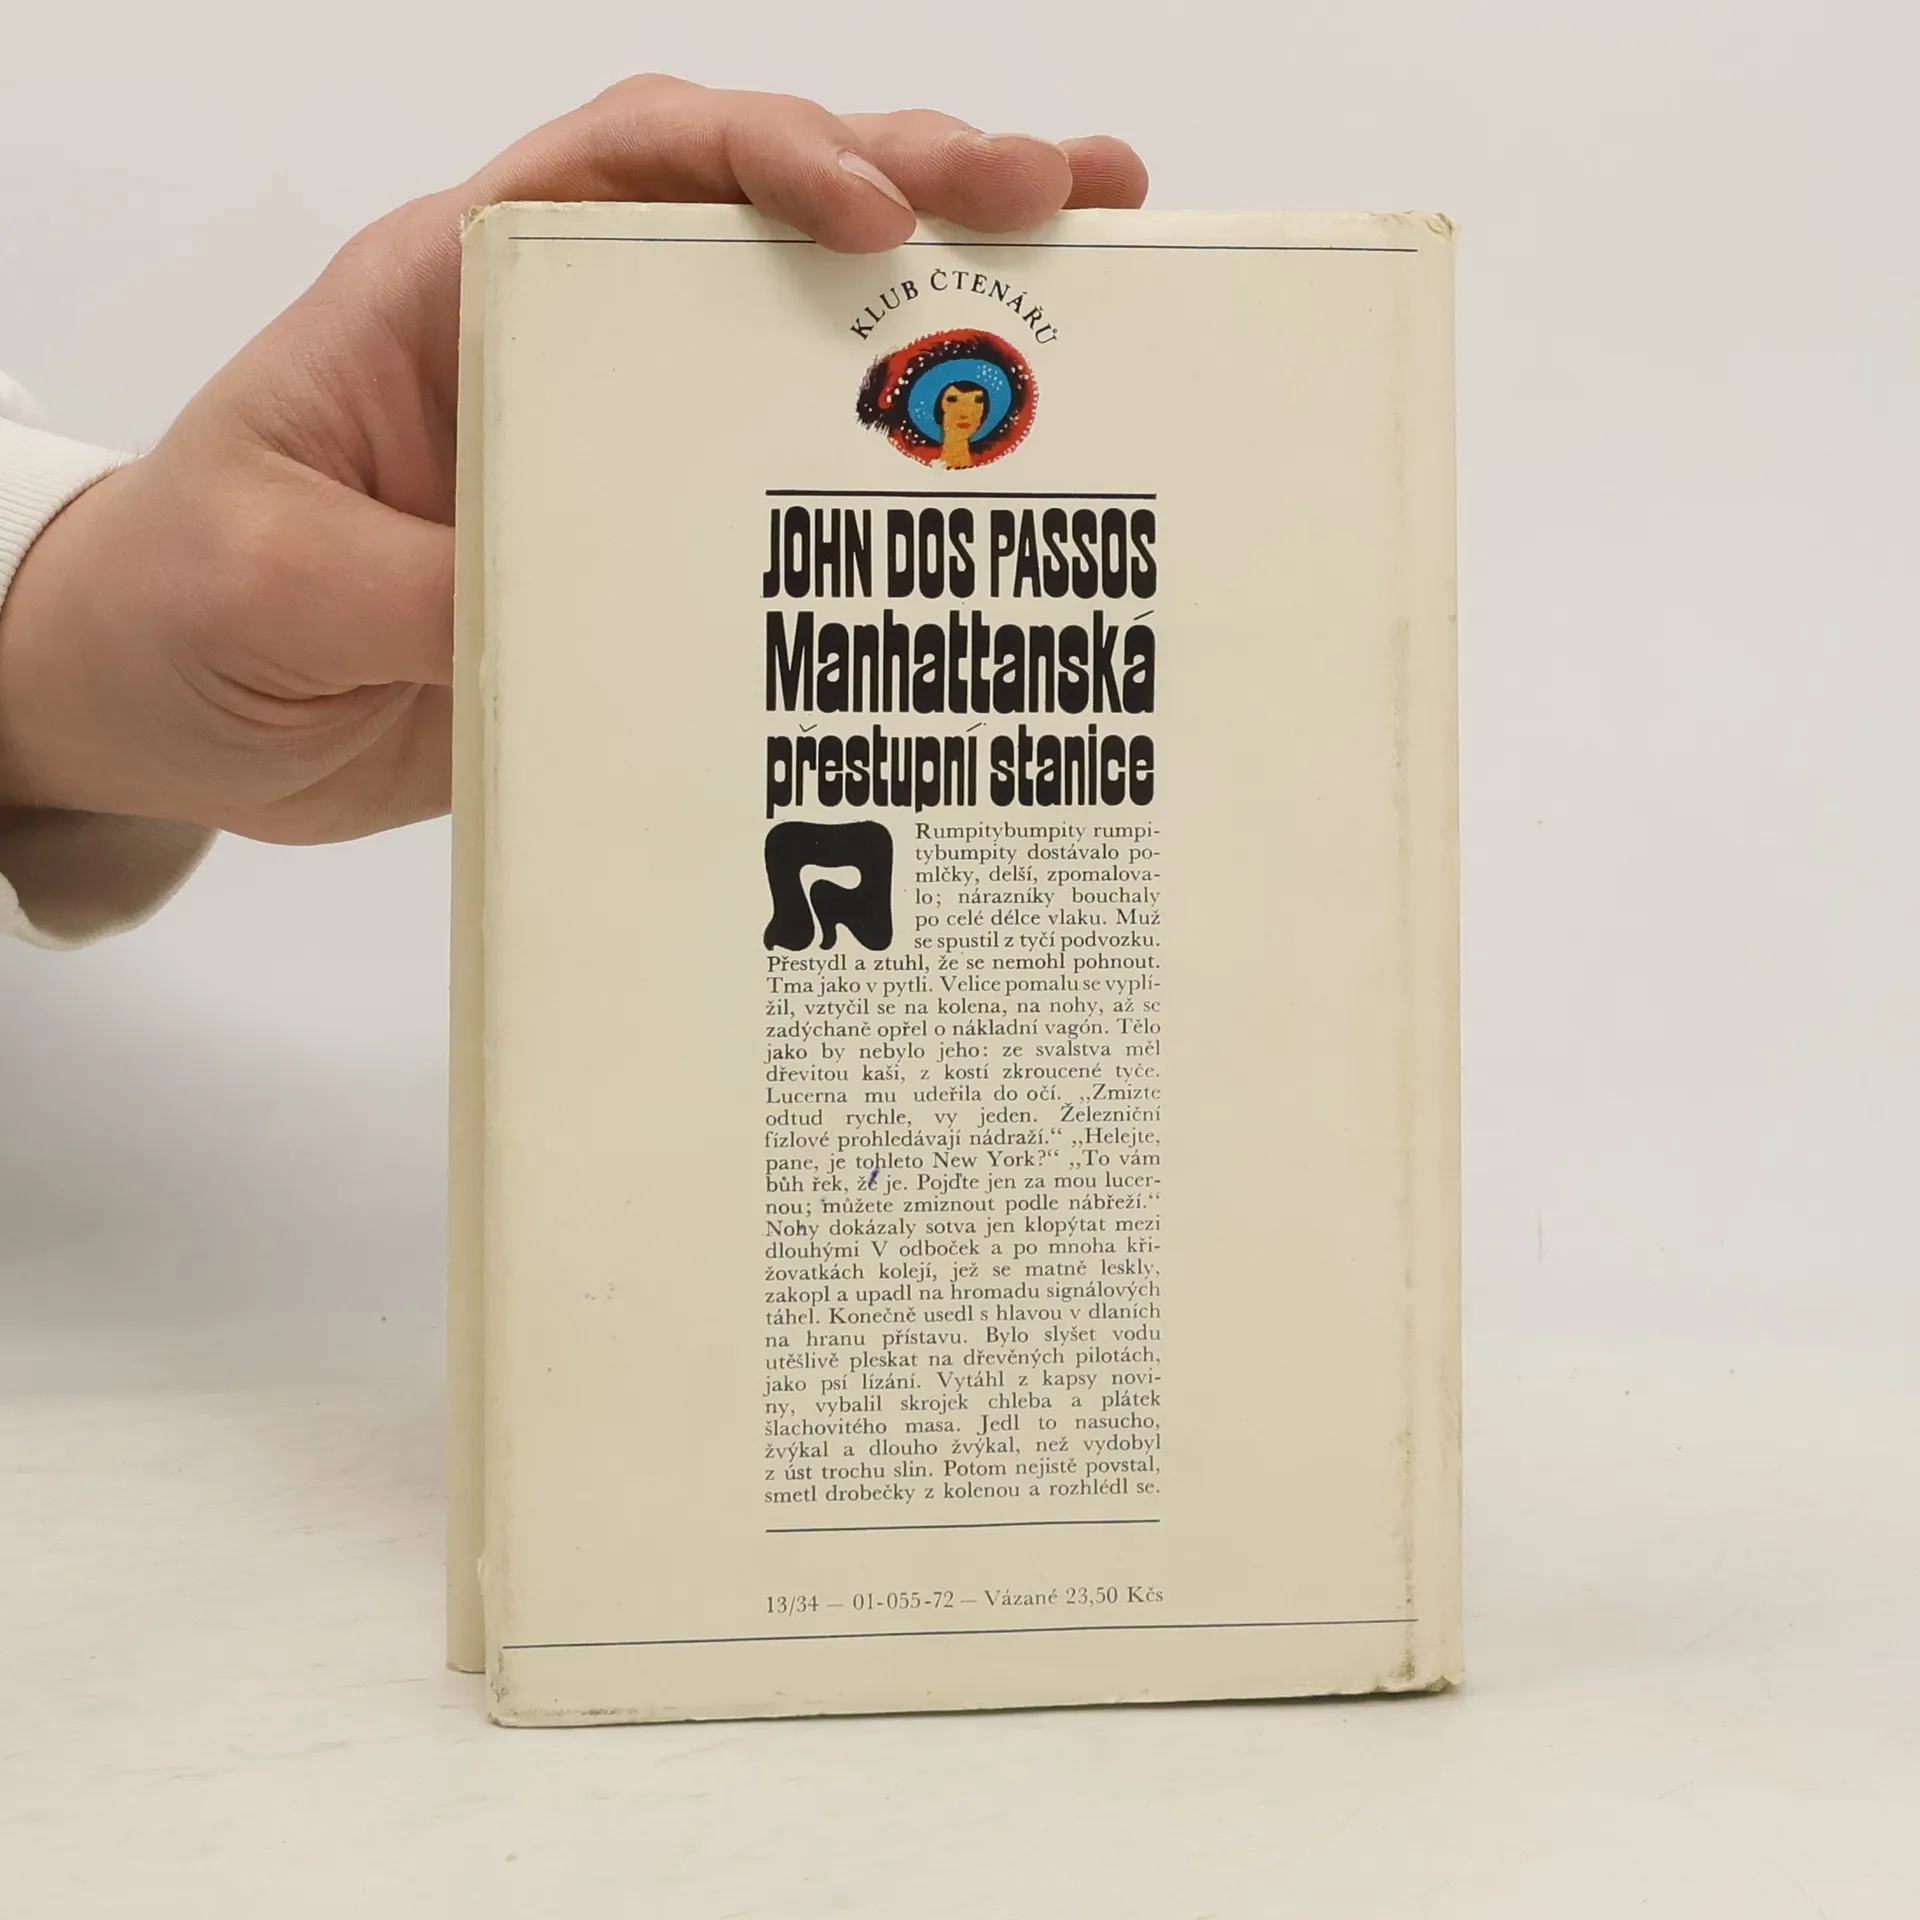 KLUB ČTENÁŘŮ
JOHN DOS PASSOS
Manhattanská
přestupní stanice
Rumpitybumpity rumpi-
tybumpity dostávalo po-
mlčky, delší, zpomalova-
lo; nárazníky bouchaly
po celé délce vlaku. Muž
se spustil z tyčí podvozku.
Přestydl a ztuhl, že se nemohl pohnout.
Tma jako v pytli. Velice pomalu se vyplí-
žil, vztyčil se na kolena, na nohy, až se
zadýchaně opřel o nákladní vagón. Tělo
jako by nebylo jeho: ze svalstva měl
dřevitou kaši, z kostí zkroucené tyče.
Lucerna mu udeřila do očí. „Zmizte
odtud rychle, vy jeden. Železniční
fízlové prohledávají nádraží.“ „Helejte,
pane, je tohleto New York?“ „To vám
bůh řek, že je. Pojďte jen za mou lucer-
nou; můžete zmiznout podle nábřeží.“
Nohy dokázaly sotva jen klopýtat mezi
dlouhými V odboček a po mnoha kři-
žovatkách kolejí, jež se matně leskly,
zakopl a upadl na hromadu signálových
táhel. Konečně usedl s hlavou v dlaních
na hranu přístavu. Bylo slyšet vodu
utěšlivě pleskat na dřevěných pilotách,
jako psí lízání. Vytáhl z kapsy novi-
ny, vybalil skrojek chleba a plátek
šlachovitého masa. Jedl to nasucho,
žvýkal a dlouho žvýkal, než vydobyl
z úst trochu slin. Potom nejistě povstal,
smetl drobečky z kolenou a rozhlédl se.
13/34 — 01-055-72 — Vázané 23,50 Kčs